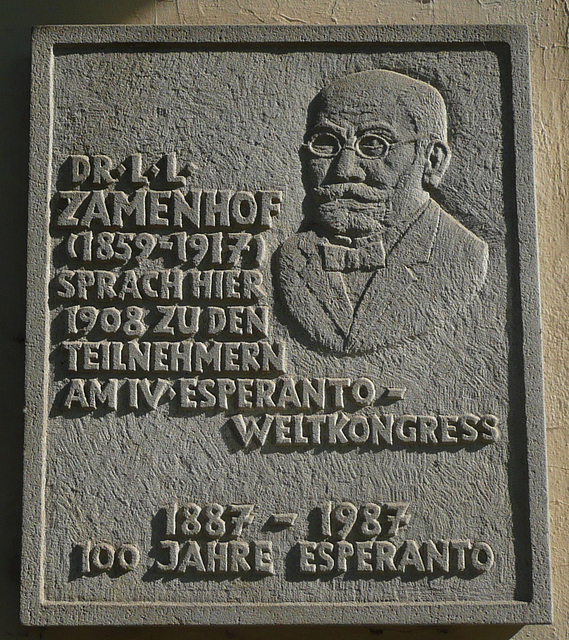 DR·L·L·
ZAMENHOF
(1859-1917)
SPRACH HIER
1908 ZU DEN
TEILNEHMERN
AM IV·ESPERANTO-
WELTKONGRESS
1887 - 1987
100 JAHRE ESPERANTO